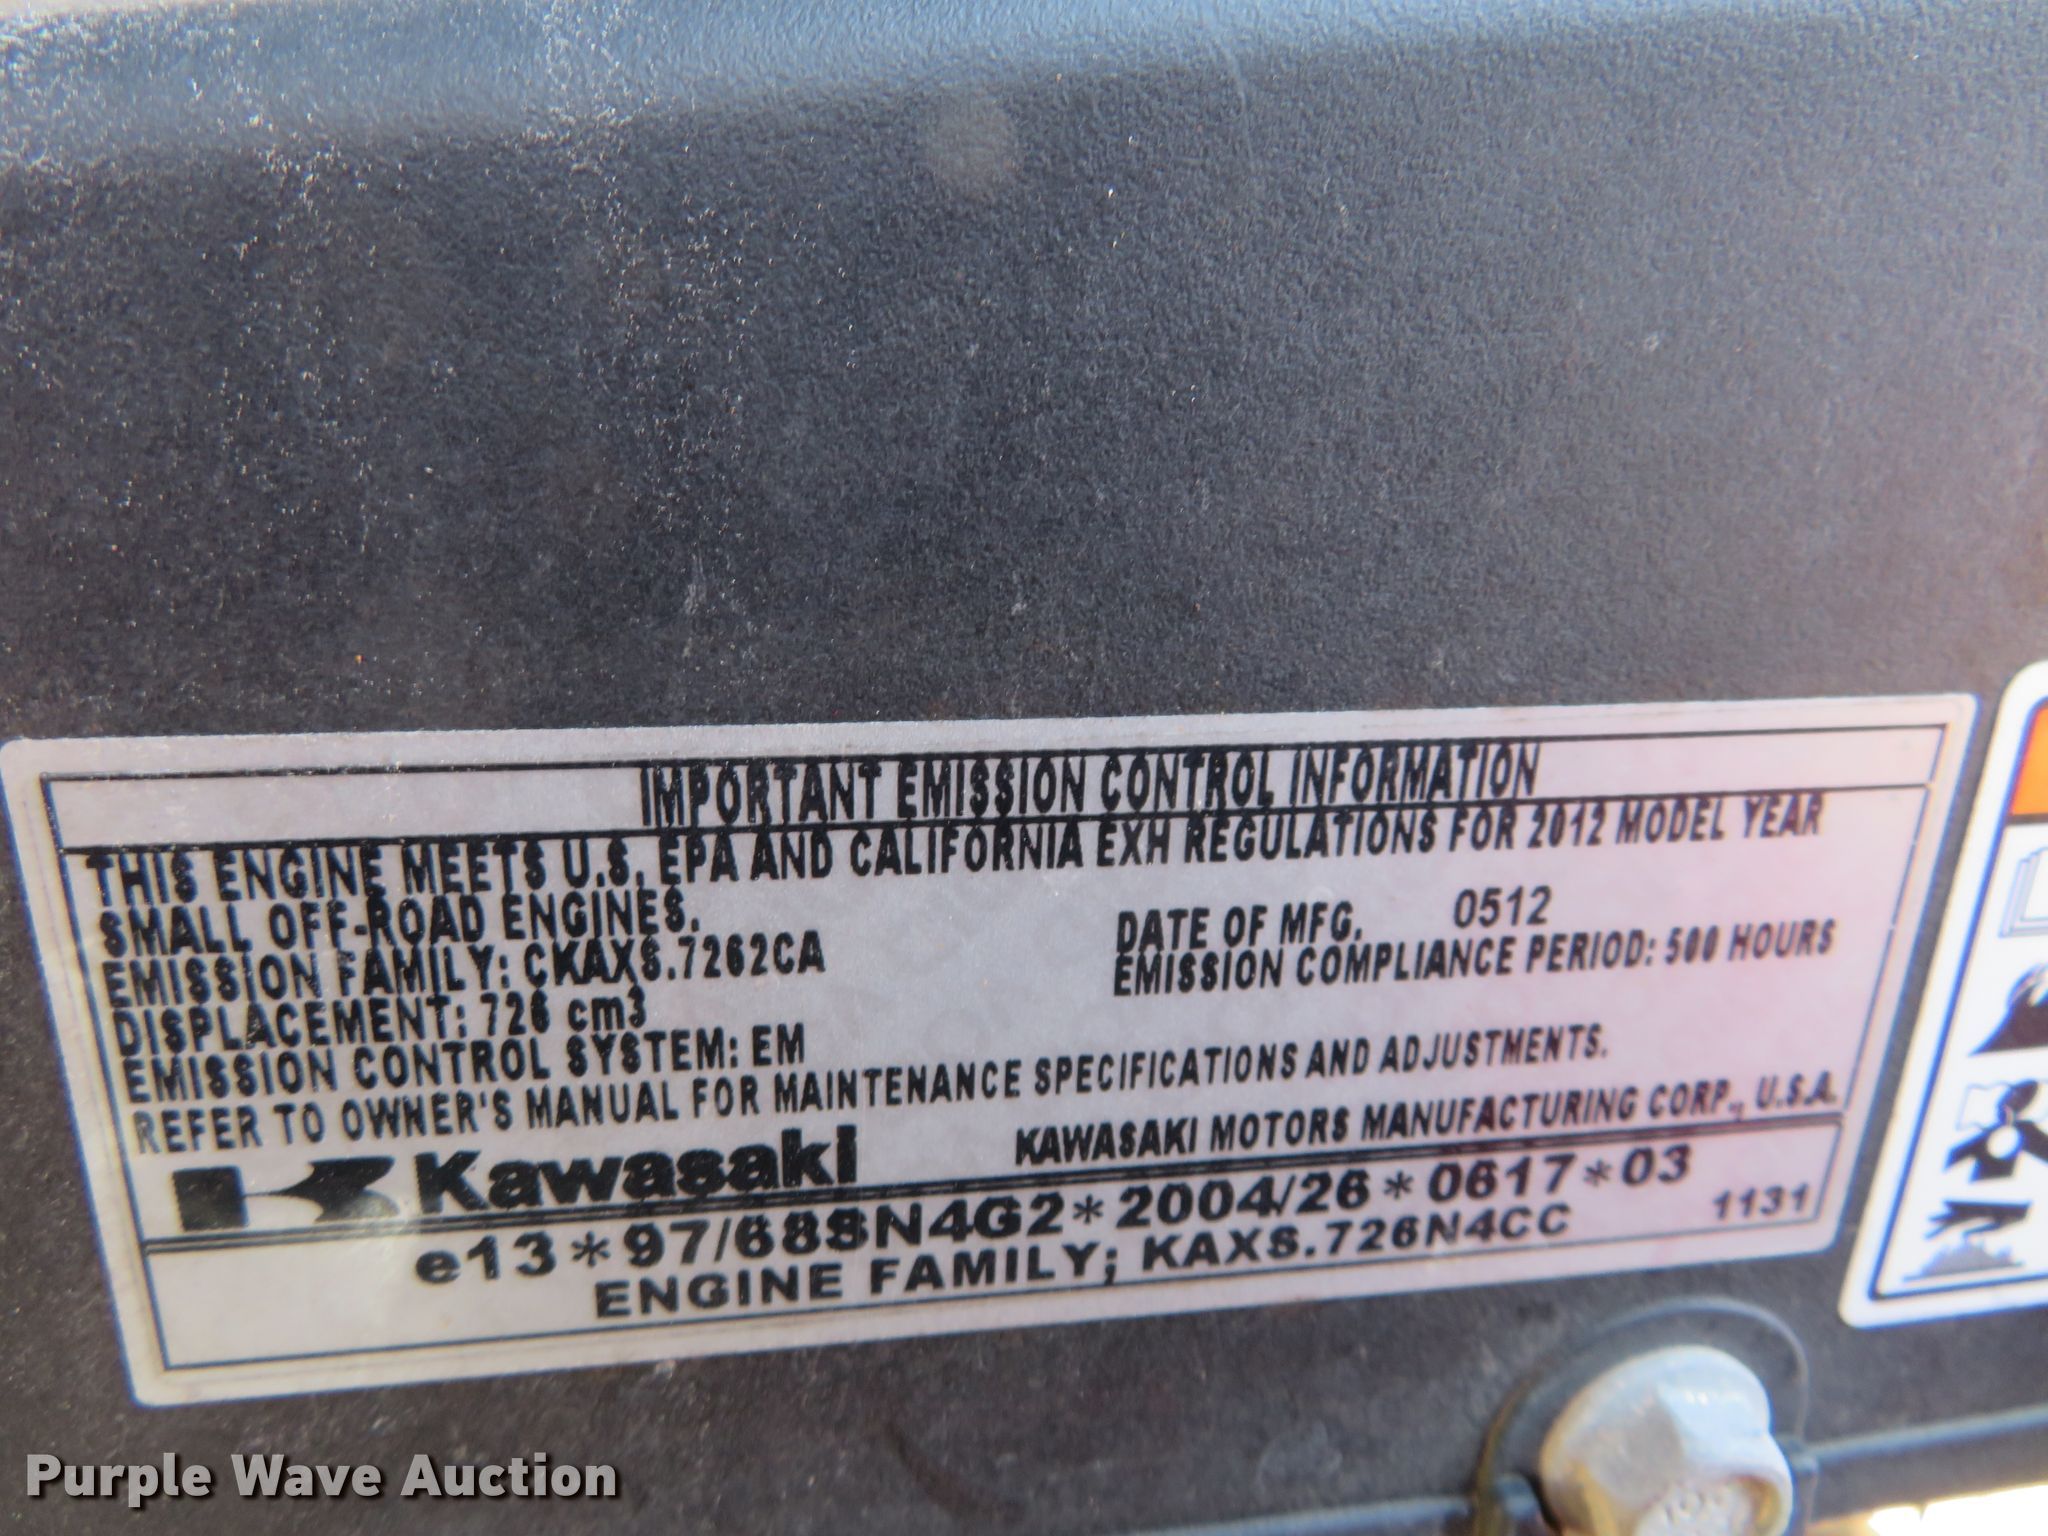 IMPORTANT EMISSION CONTROL INFORMATION
THIS ENGINE MEETS U.S. EPA AND CALIFORNIA EXH REGULATIONS FOR 2012 MODEL YEAR
SMALL OFF-ROAD ENGINES.
DATE OF MFG. 0512
EMISSION FAMILY: CKAXS.7262CA
EMISSION COMPLIANCE PERIOD: 500 HOURS
DISPLACEMENT: 726 cm3
EMISSION CONTROL SYSTEM: EM
REFER TO OWNER'S MANUAL FOR MAINTENANCE SPECIFICATIONS AND ADJUSTMENTS.
Kawasaki
KAWASAKI MOTORS MANUFACTURING CORP., U.S.A.
e13*97/68SN4G2*2004/26*0617*03
ENGINE FAMILY; KAXS.726N4CC
1131
Purple Wave Auction